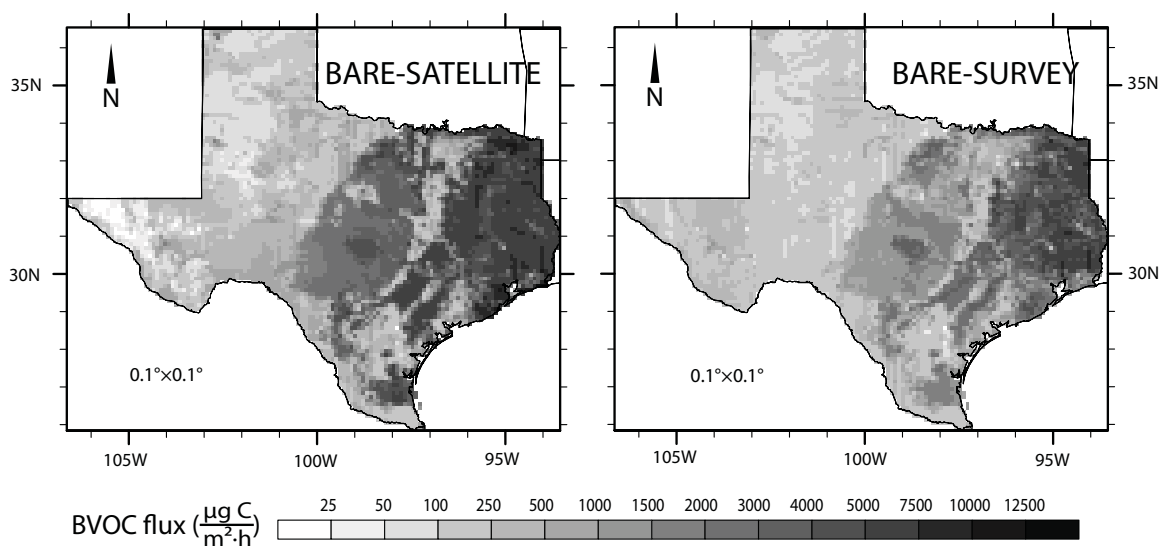 BARE-SATELLITE
BARE-SURVEY
35N
N
N
35N
30N
30N
0.1°×0.1°
0.1°×0.1°
105W 100W 95W
105W 100W 95W
25 50 100 250 500 1000 1500 2000 3000 4000 5000 7500 10000 12500
BVOC flux (μg C/m²·h)